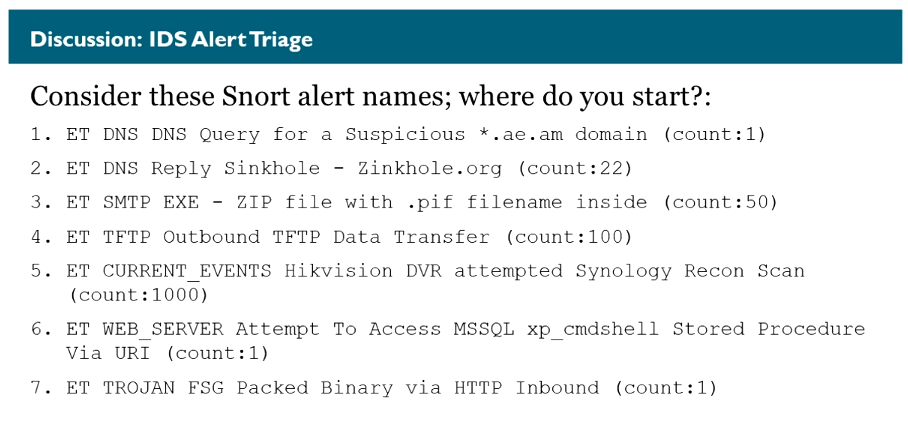 Discussion: IDS Alert Triage
Consider these Snort alert names; where do you start?:
1. ET DNS DNS Query for a Suspicious *.ae.am domain (count:1)
2. ET DNS Reply Sinkhole - Zinkhole.org (count:22)
3. ET SMTP EXE - ZIP file with .pif filename inside (count:50)
4. ET TFTP Outbound TFTP Data Transfer (count:100)
5. ET CURRENT_EVENTS Hikvision DVR attempted Synology Recon Scan
(count:1000)
6. ET WEB_SERVER Attempt To Access MSSQL xp_cmdshell Stored Procedure
Via URI (count:1)
7. ET TROJAN FSG Packed Binary via HTTP Inbound (count:1)